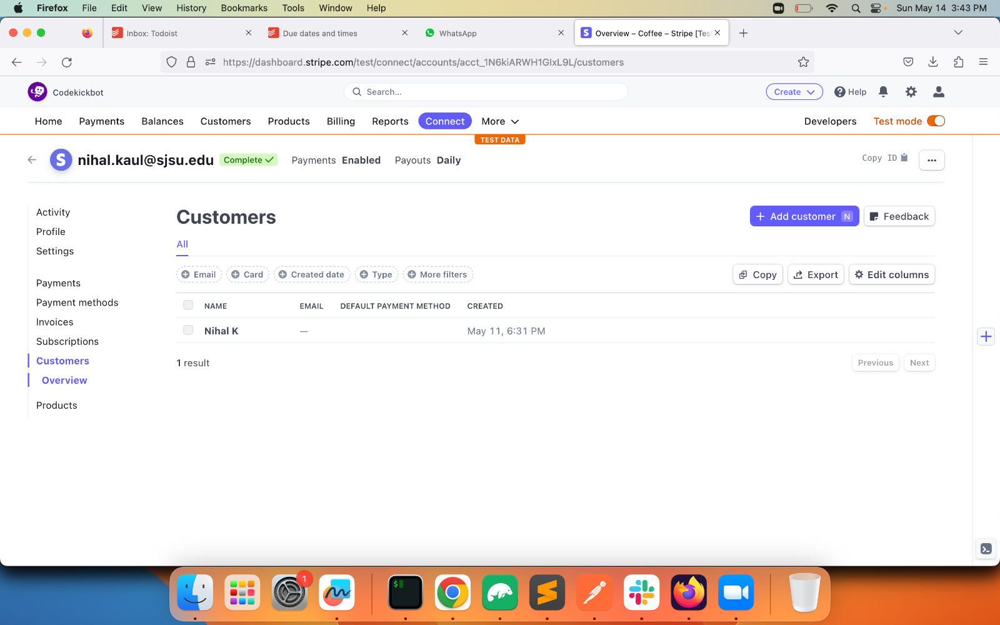 Firefox File Edit View History Bookmarks Tools Window Help Sun May 14 3:43 PM
Inbox: Todoist Due dates and times WhatsApp Overview – Coffee – Stripe [Test
https://dashboard.stripe.com/test/connect/accounts/acct_1N6kiARWH1GIxL9L/customers
Codekickbot Search... Create Help
Home Payments Balances Customers Products Billing Reports Connect More Developers Test mode
TEST DATA
S nihal.kaul@sjsu.edu Complete Payments Enabled Payouts Daily Copy ID
Activity
Profile
Settings
Payments
Payment methods
Invoices
Subscriptions
Customers
Overview
Products
Customers
Add customer N Feedback
All
Email Card Created date Type More filters Copy Export Edit columns
NAME EMAIL DEFAULT PAYMENT METHOD CREATED
Nihal K — May 11, 6:31 PM
1 result Previous Next
1
$